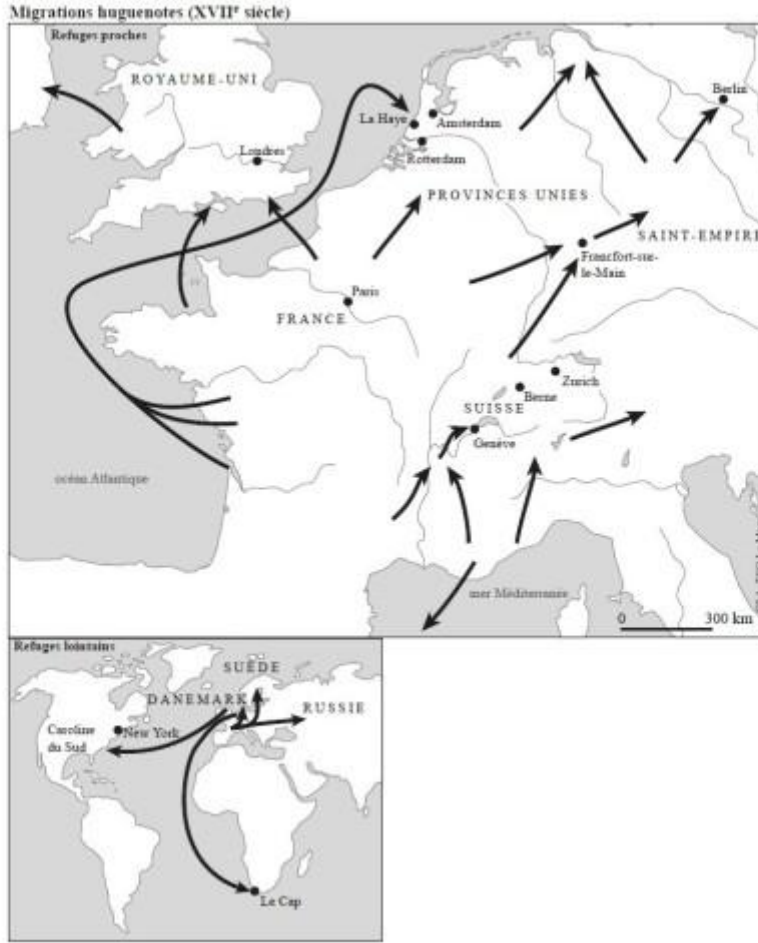 Migrations huguenotes (XVIIᵉ siècle)
Refuges proches
ROYAUME-UNI
Berlin
La Haye
Amsterdam
Londres
Rotterdam
PROVINCES UNIES
SAINT-EMPIRE
Francfort-sur-
le-Main
Paris
FRANCE
Zurich
Berne
SUISSE
Genève
océan Atlantique
mer Méditerranée
0 300 km
Refuges lointains
SUÈDE
DANEMARK
RUSSIE
Caroline
du Sud
New York
Le Cap